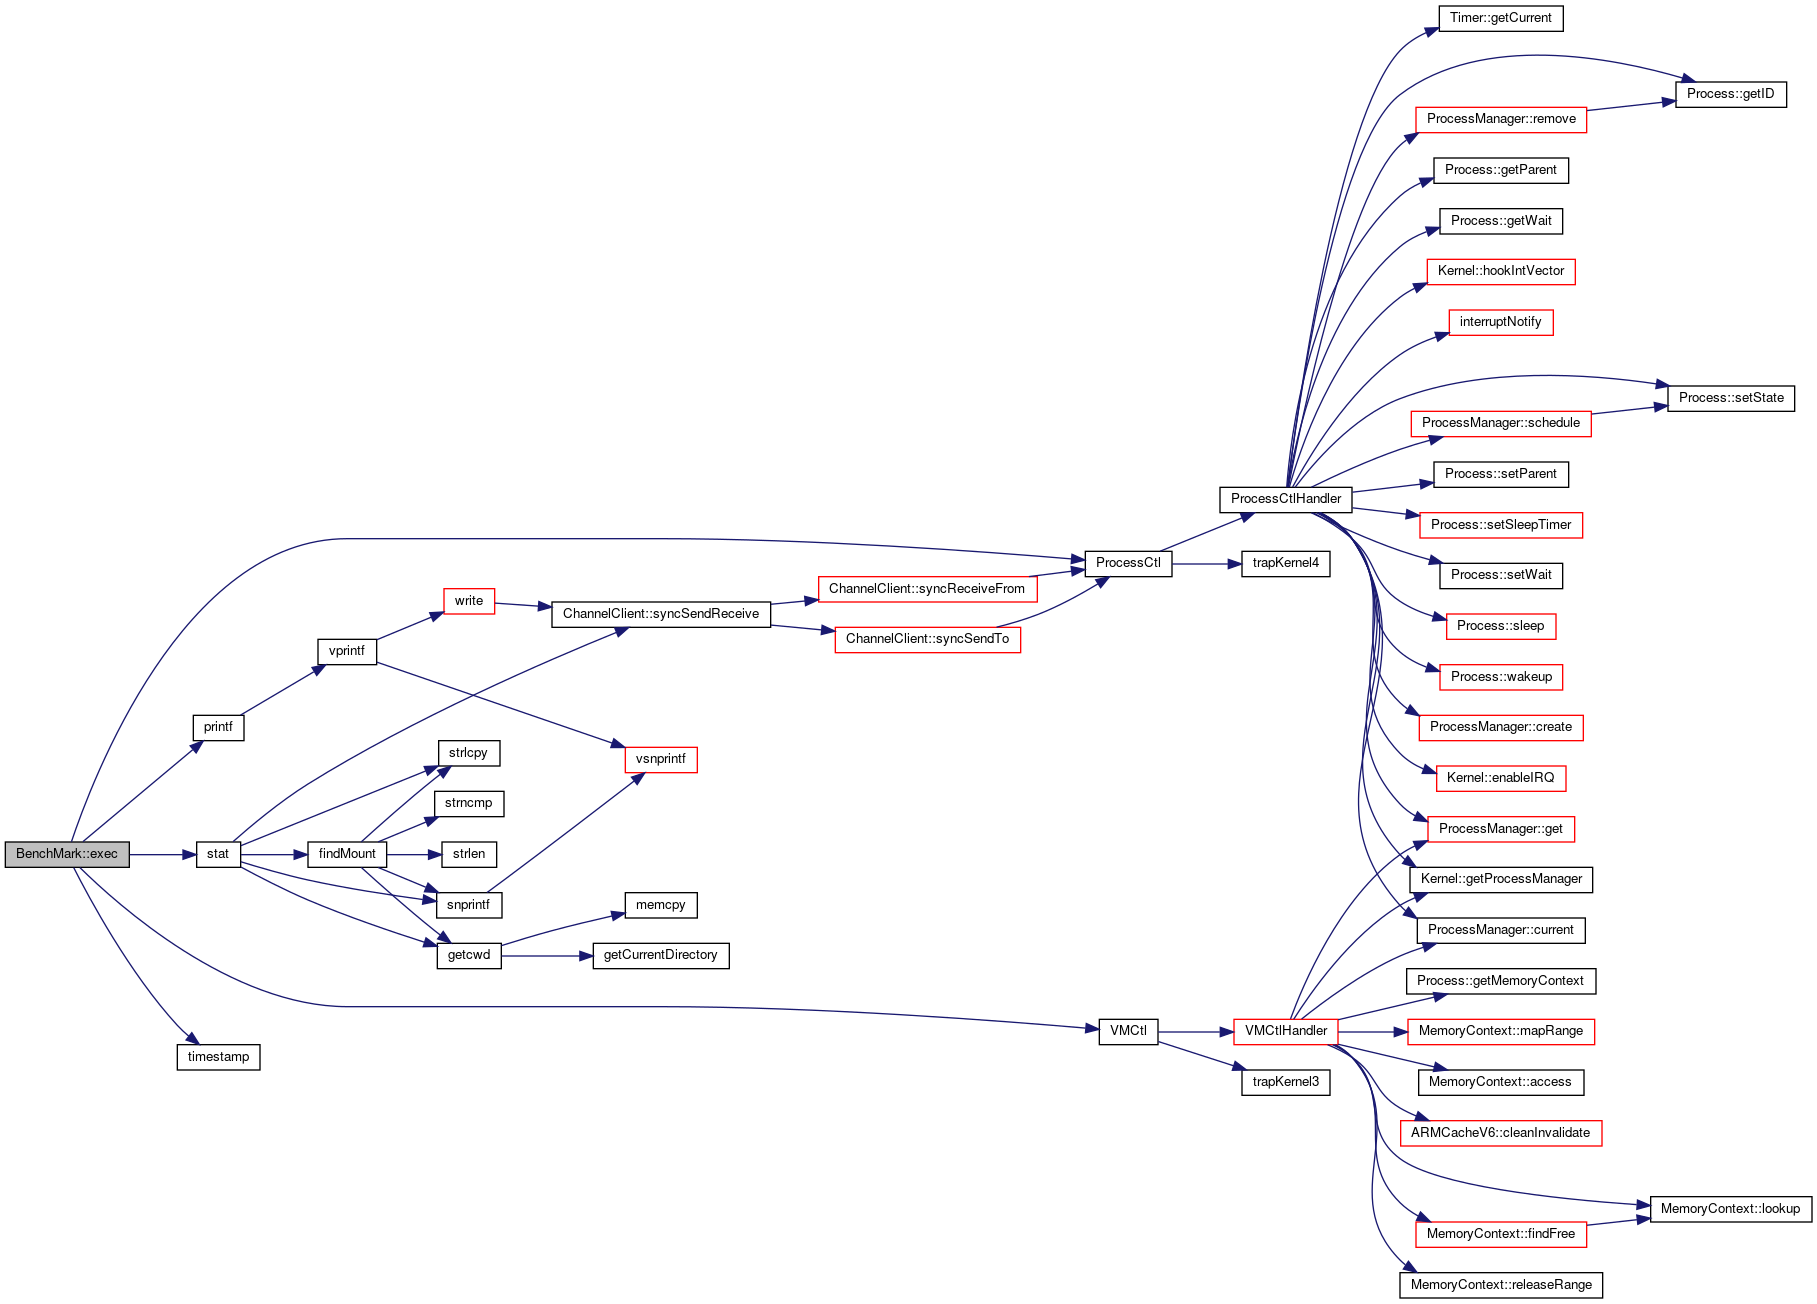 Timer::getCurrent
Process::getID
ProcessManager::remove
Process::getParent
Process::getWait
Kernel::hookIntVector
interruptNotify
Process::setState
ProcessManager::schedule
Process::setParent
ProcessCtlHandler
Process::setSleepTimer
ProcessCtl
trapKernel4
Process::setWait
ChannelClient::syncReceiveFrom
write
ChannelClient::syncSendReceive
Process::sleep
ChannelClient::syncSendTo
vprintf
Process::wakeup
printf
ProcessManager::create
strlcpy
vsnprintf
Kernel::enableIRQ
strncmp
ProcessManager::get
BenchMark::exec
stat
findMount
strlen
Kernel::getProcessManager
snprintf
memcpy
ProcessManager::current
getcwd
getCurrentDirectory
Process::getMemoryContext
VMCtl
VMCtlHandler
MemoryContext::mapRange
timestamp
trapKernel3
MemoryContext::access
ARMCacheV6::cleanInvalidate
MemoryContext::lookup
MemoryContext::findFree
MemoryContext::releaseRange